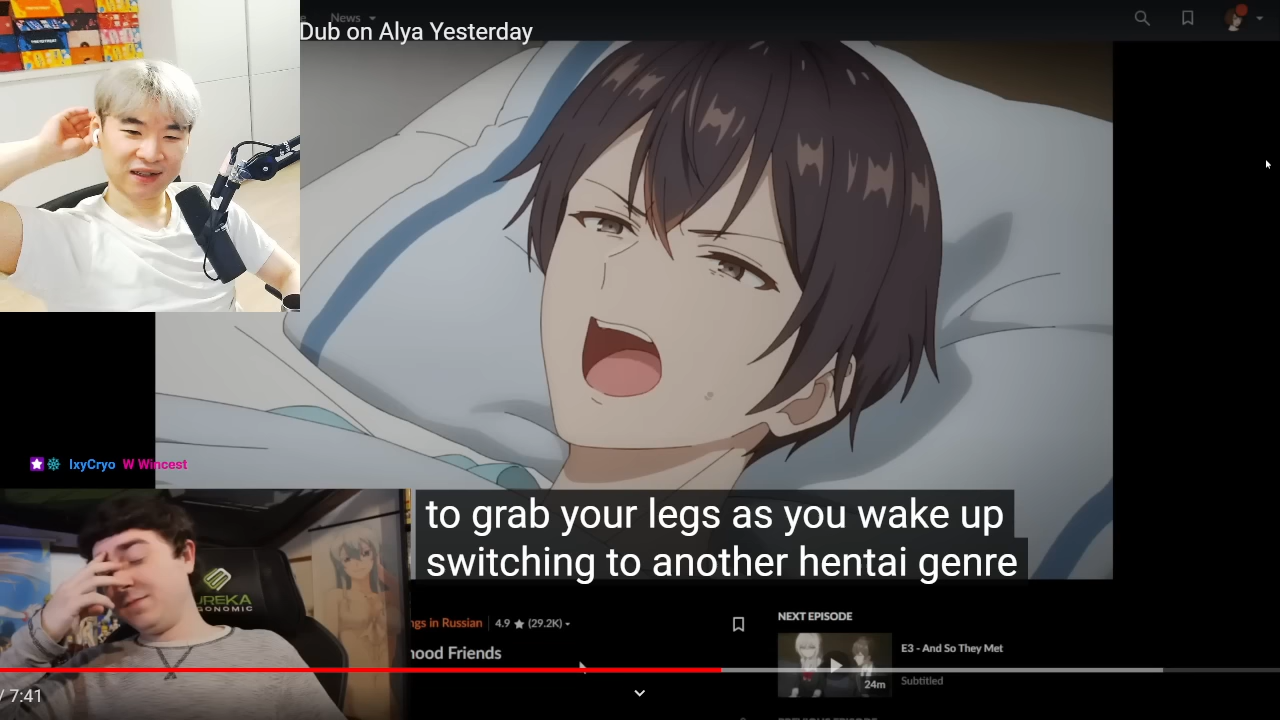 News
Dub on Alya Yesterday
IxyCryo W Wincest
to grab your legs as you wake up
switching to another hentai genre
UREKA
GONOMIC
ngs in Russian 4.9 ★ (29.2K)
hood Friends
NEXT EPISODE
E3 - And So They Met
24m
Subtitled
/ 7:41